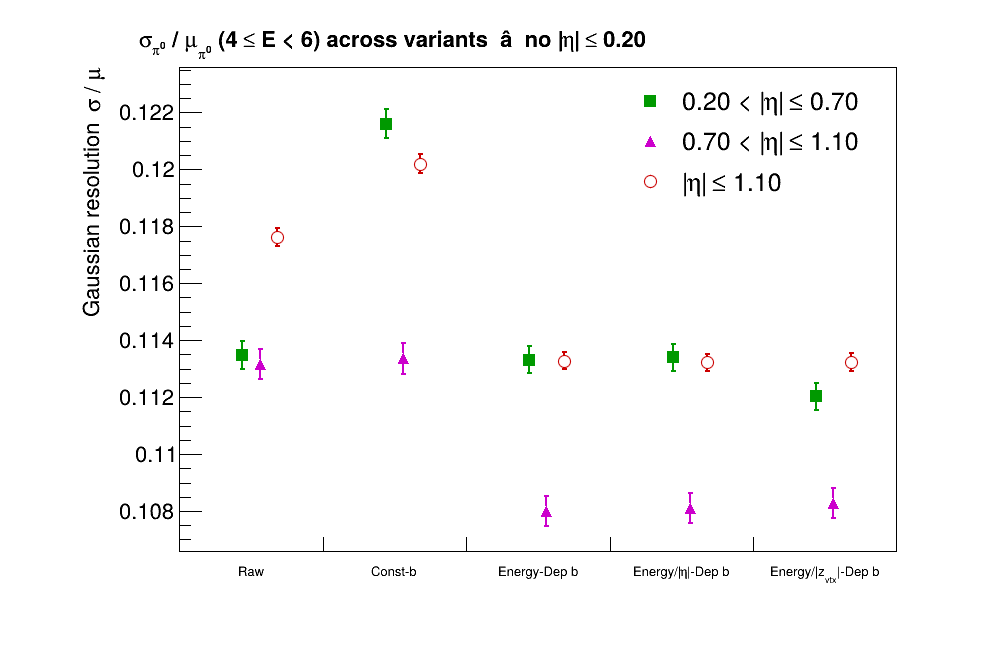 σπ⁰ / μπ⁰ (4 ≤ E < 6) across variants â no |η| ≤ 0.20
Gaussian resolution σ / μ
0.20 < |η| ≤ 0.70
0.70 < |η| ≤ 1.10
|η| ≤ 1.10
0.122
0.12
0.118
0.116
0.114
0.112
0.11
0.108
Raw
Const-b
Energy-Dep b
Energy/|η|-Dep b
Energy/|z_vtx|-Dep b